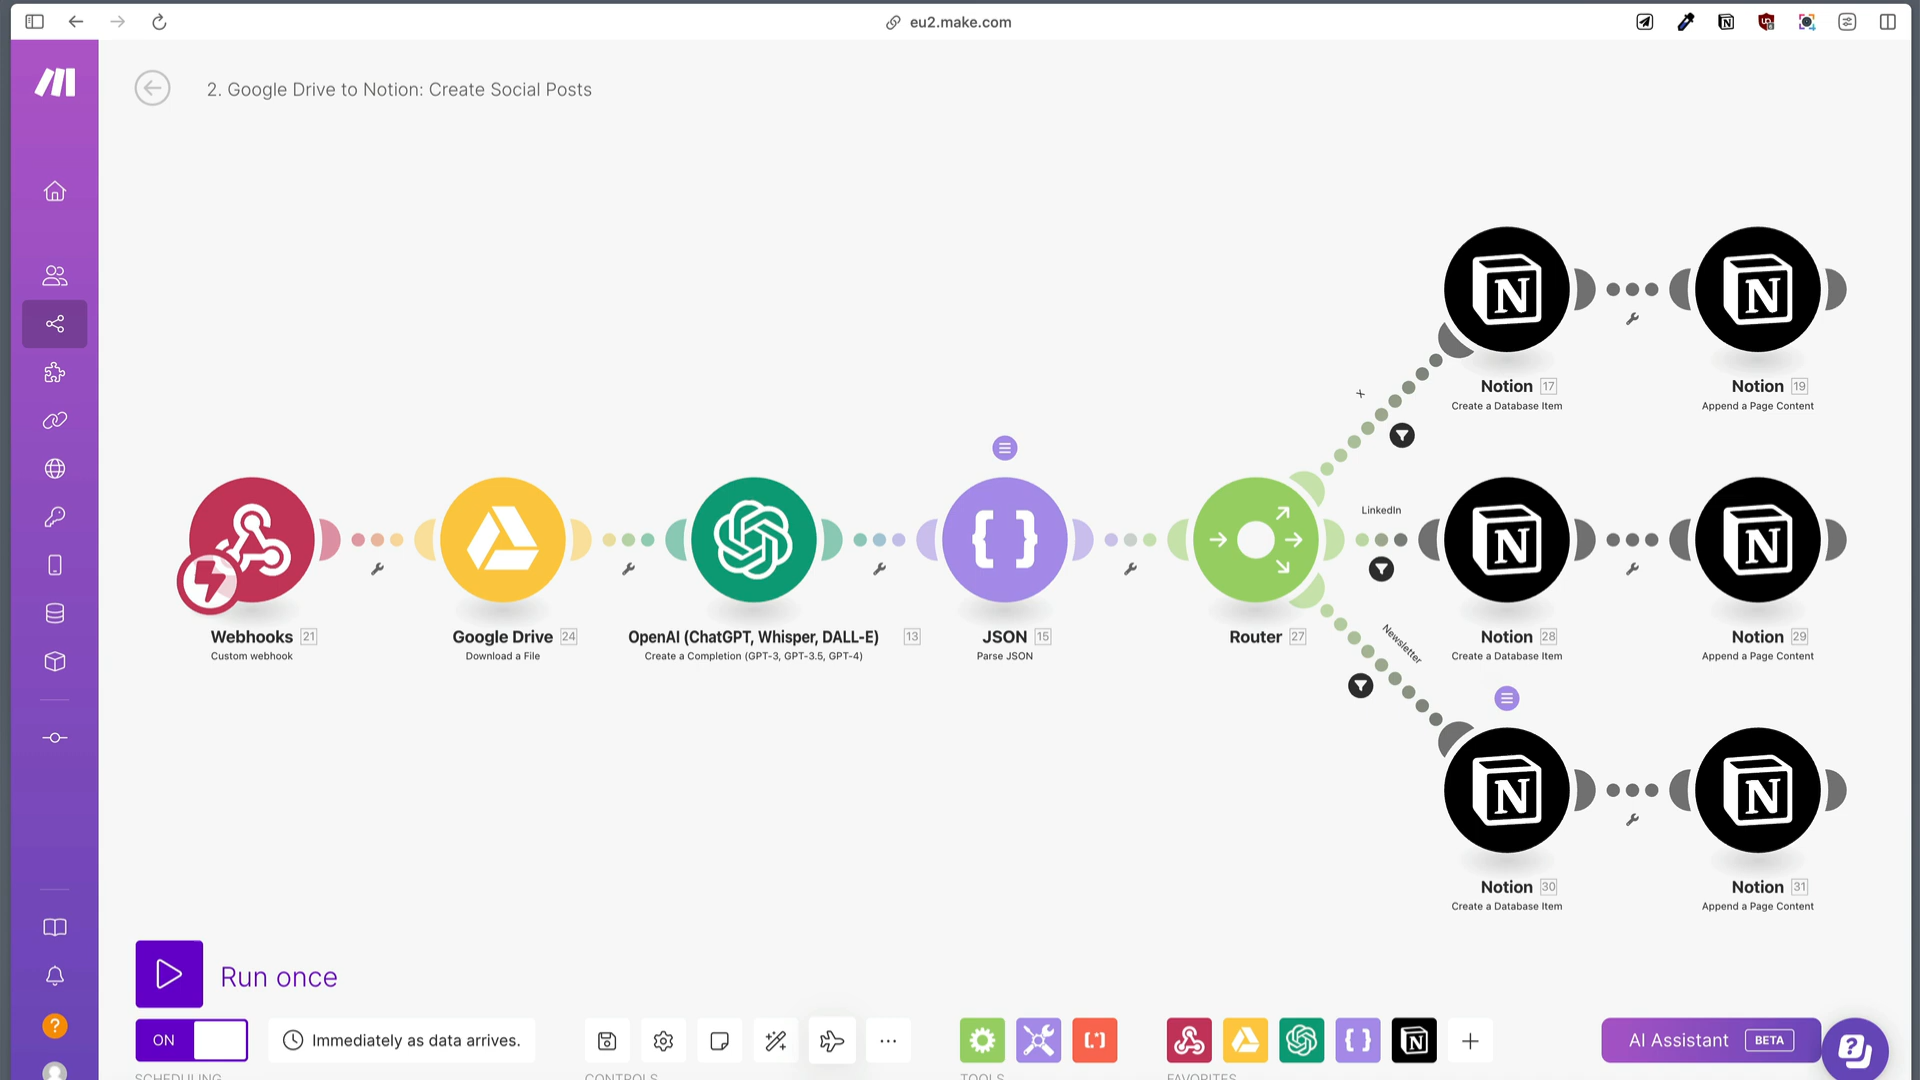 eu2.make.com
2. Google Drive to Notion: Create Social Posts
Notion 17
Create a Database Item
Notion 19
Append a Page Content
X
LinkedIn
Newsletter
Webhooks 21
Custom webhook
Google Drive 24
Download a File
OpenAI (ChatGPT, Whisper, DALL-E) 13
Create a Completion (GPT-3, GPT-3.5, GPT-4)
JSON 15
Parse JSON
Router 27
Notion 28
Create a Database Item
Notion 29
Append a Page Content
Notion 30
Create a Database Item
Notion 31
Append a Page Content
Run once
ON
Immediately as data arrives.
AI Assistant BETA
SCHEDULING
CONTROLS
TOOLS
FAVORITES